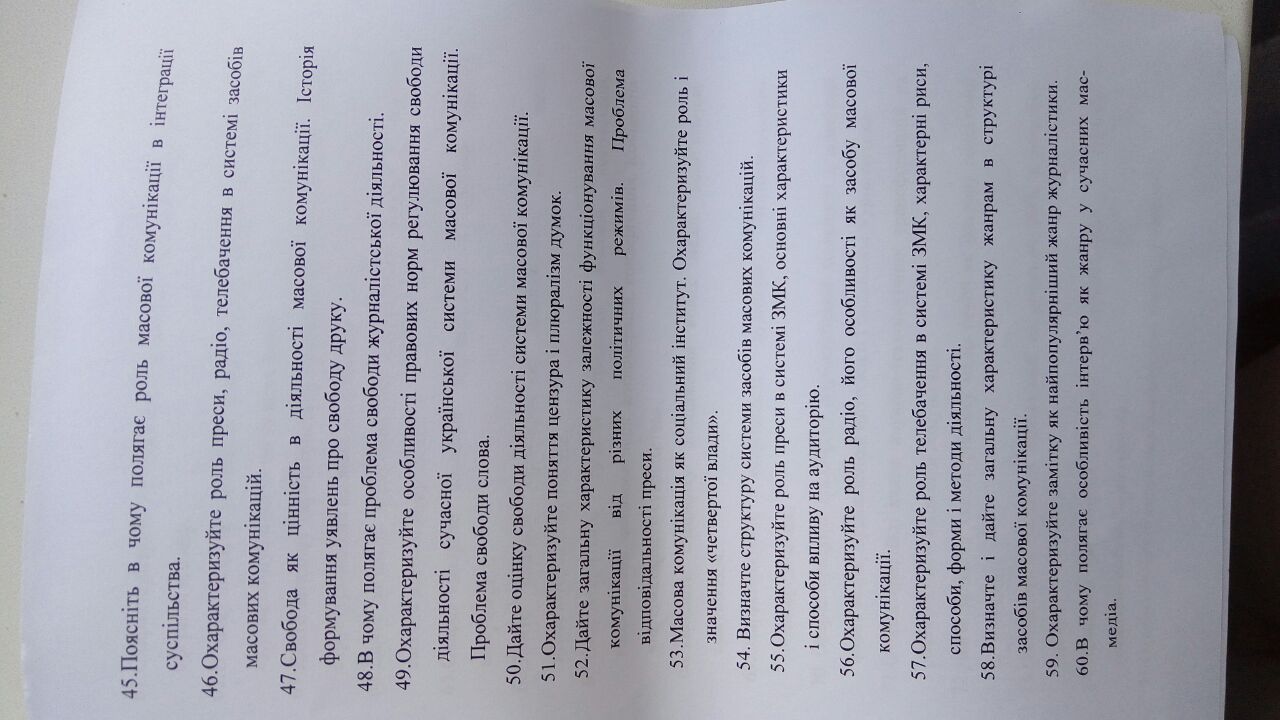 45.Поясніть в чому полягає роль масової комунікації в інтеграції
суспільства.
46.Охарактеризуйте роль преси, радіо, телебачення в системі засобів
масових комунікацій.
47.Свобода як цінність в діяльності масової комунікації. Історія
формування уявлень про свободу друку.
48.В чому полягає проблема свободи журналістської діяльності.
49.Охарактеризуйте особливості правових норм регулювання свободи
діяльності сучасної української системи масової комунікації.
Проблема свободи слова.
50.Дайте оцінку свободи діяльності системи масової комунікації.
51.Охарактеризуйте поняття цензура і плюралізм думок.
52.Дайте загальну характеристику залежності функціонування масової
комунікації від різних політичних режимів. Проблема
відповідальності преси.
53.Масова комунікація як соціальний інститут. Охарактеризуйте роль і
значення «четвертої влади».
54. Визначте структуру системи засобів масових комунікацій.
55.Охарактеризуйте роль преси в системі ЗМК, основні характеристики
і способи впливу на аудиторію.
56.Охарактеризуйте роль радіо, його особливості як засобу масової
комунікації.
57.Охарактеризуйте роль телебачення в системі ЗМК, характерні риси,
способи, форми і методи діяльності.
58.Визначте і дайте загальну характеристику жанрам в структурі
засобів масової комунікації.
59. Охарактеризуйте замітку як найпопулярніший жанр журналістики.
60.В чому полягає особливість інтерв’ю як жанру у сучасних мас-
медіа.